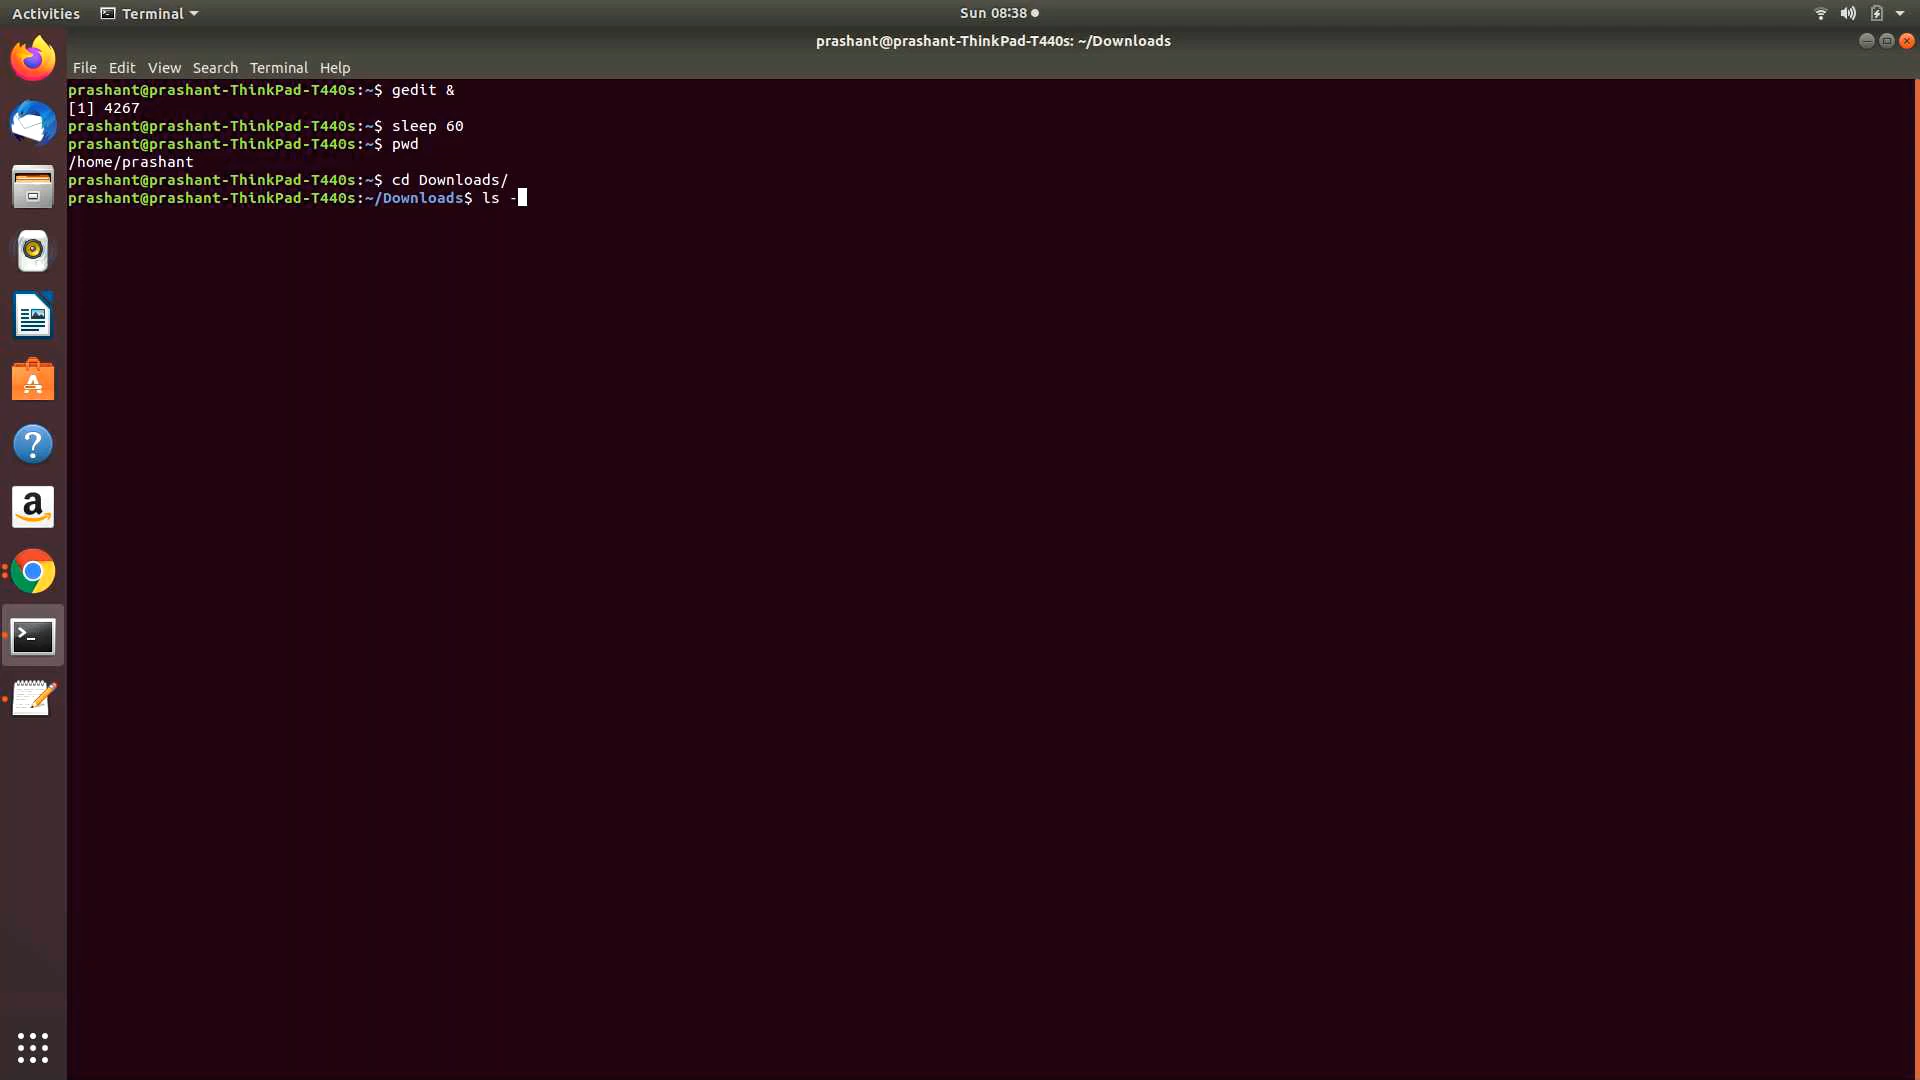 Activities Terminal Sun 08:38
prashant@prashant-ThinkPad-T440s: ~/Downloads
File Edit View Search Terminal Help
prashant@prashant-ThinkPad-T440s:~$ gedit &
[1] 4267
prashant@prashant-ThinkPad-T440s:~$ sleep 60
prashant@prashant-ThinkPad-T440s:~$ pwd
/home/prashant
prashant@prashant-ThinkPad-T440s:~$ cd Downloads/
prashant@prashant-ThinkPad-T440s:~/Downloads$ ls -